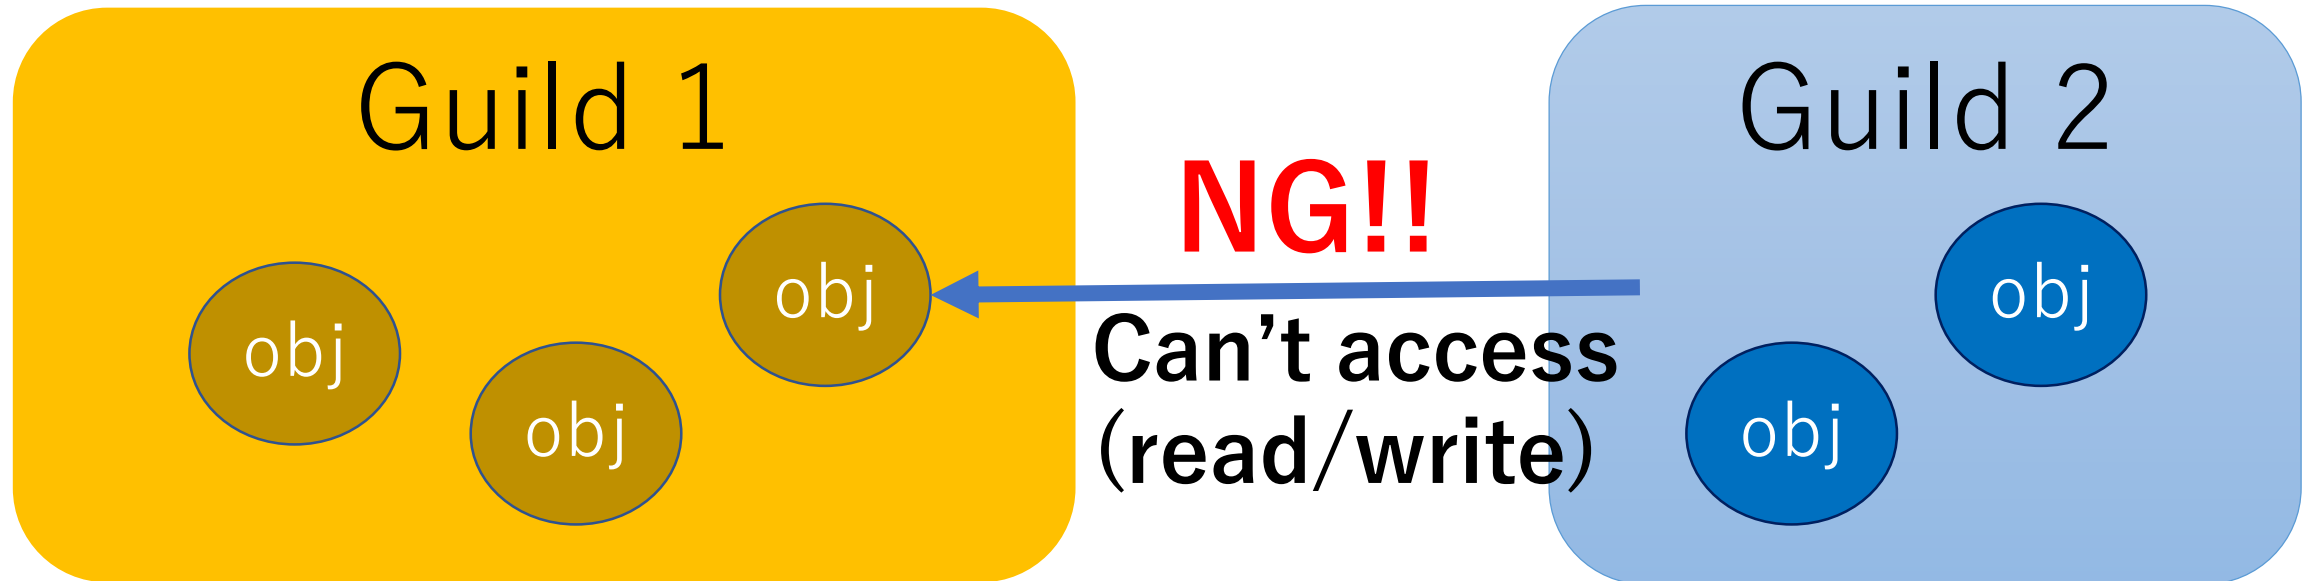 Guild 1
Guild 2
NG!!
obj
obj
obj
obj
obj
Can’t access
(read/write)